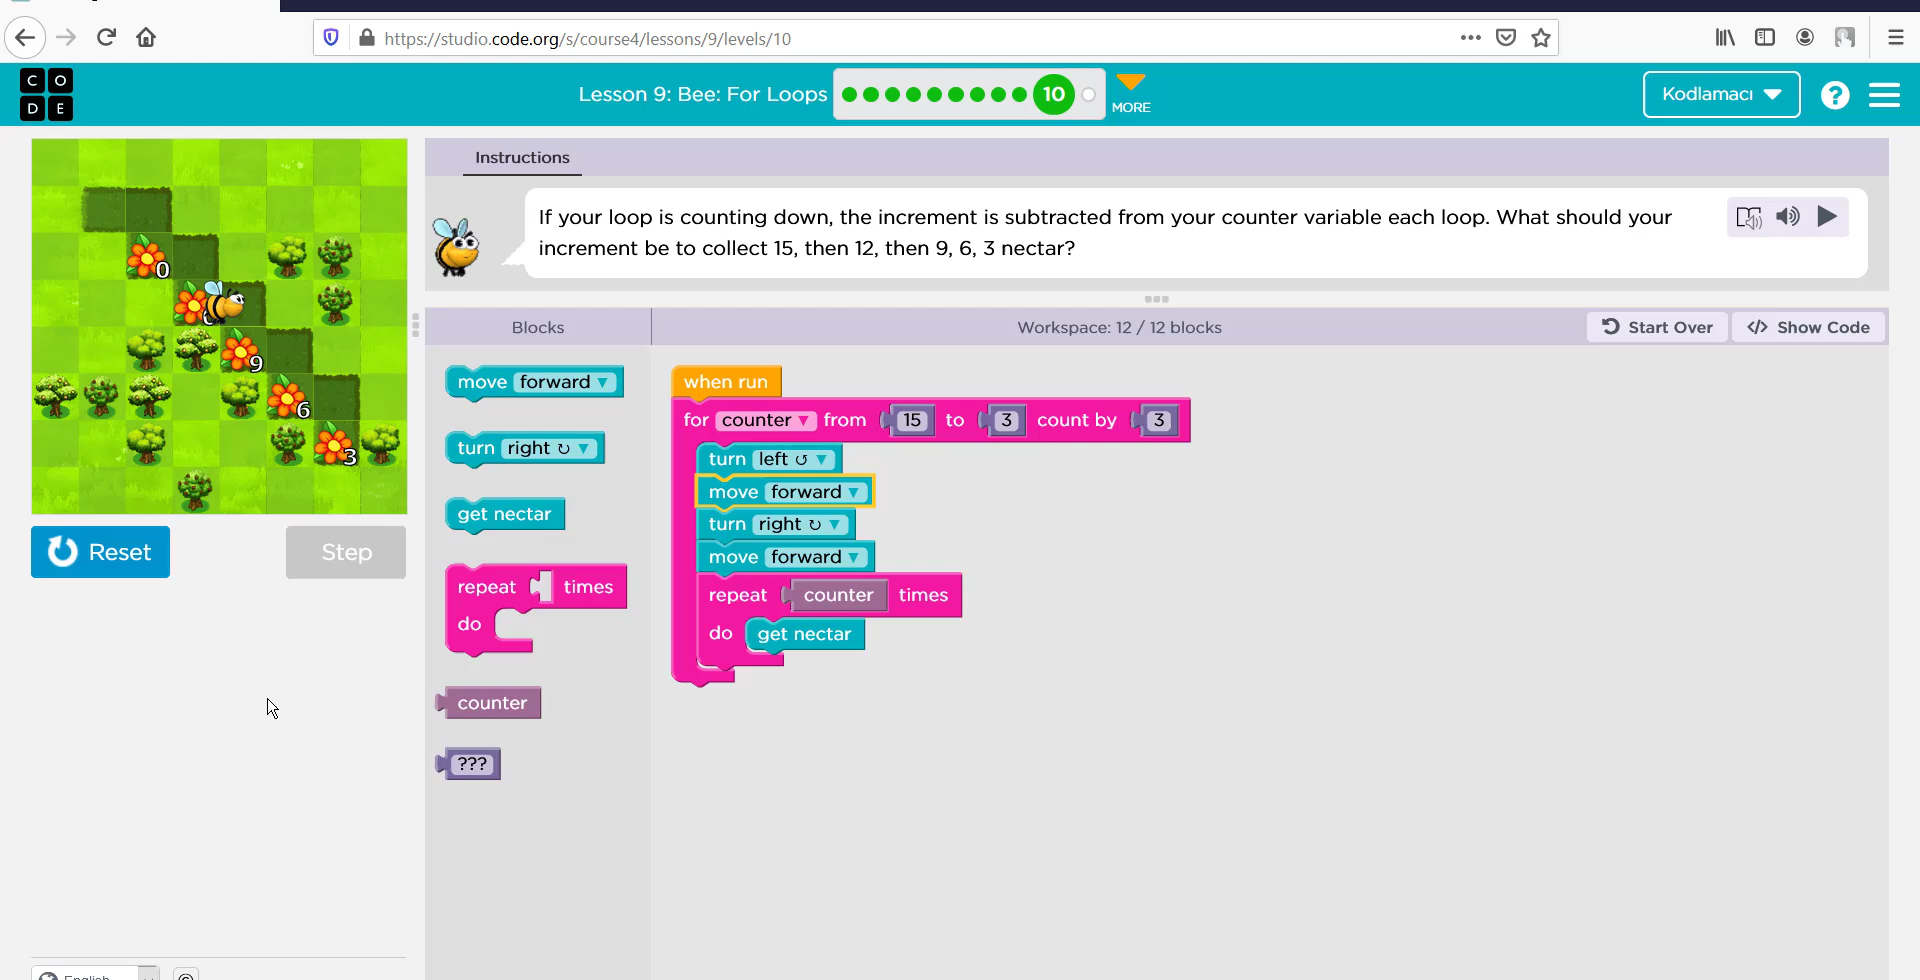 https://studio.code.org/s/course4/lessons/9/levels/10
C O
D E
Lesson 9: Bee: For Loops
10
MORE
Kodlamacı
?
Instructions
If your loop is counting down, the increment is subtracted from your counter variable each loop. What should your
increment be to collect 15, then 12, then 9, 6, 3 nectar?
0
9
6
3
Reset
Step
Blocks
Workspace: 12 / 12 blocks
Start Over
</> Show Code
move forward
turn right ↻
get nectar
repeat times
do
counter
???
when run
for counter from 15 to 3 count by 3
turn left ↺
move forward
turn right ↻
move forward
repeat counter times
do get nectar
English